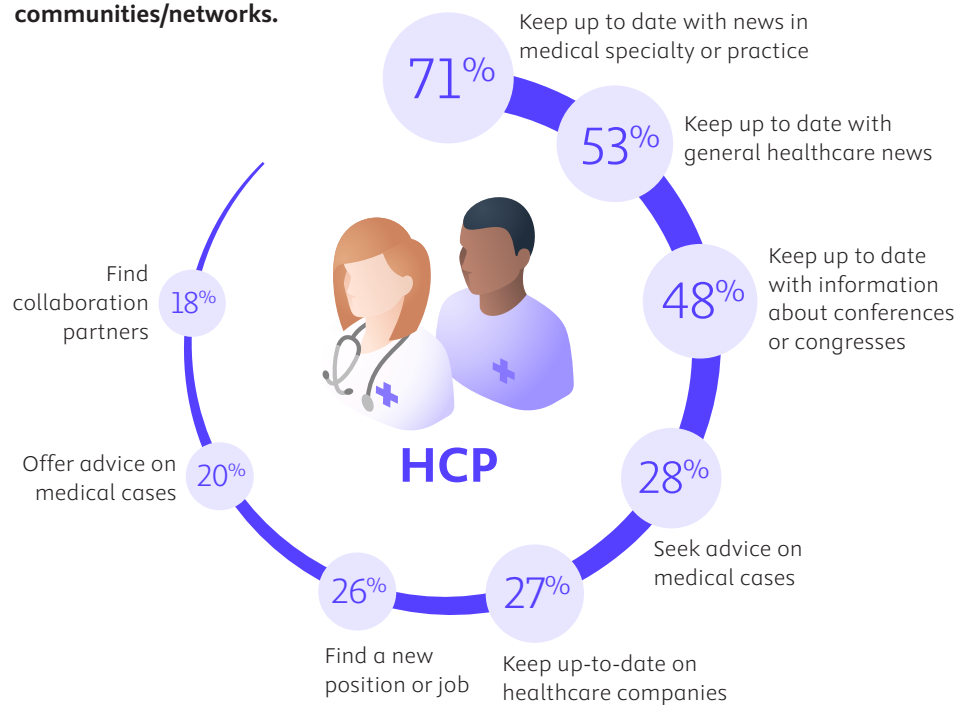 communities/networks.
71%
Keep up to date with news in
medical specialty or practice
53%
Keep up to date with
general healthcare news
48%
Keep up to date
with information
about conferences
or congresses
28%
Seek advice on
medical cases
27%
Keep up-to-date on
healthcare companies
26%
Find a new
position or job
20%
Offer advice on
medical cases
18%
Find
collaboration
partners
HCP